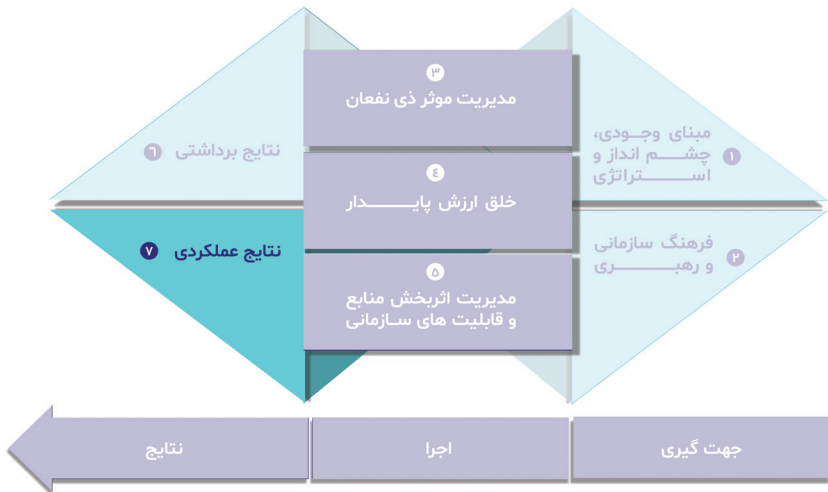 ۱
مبنای وجودی،
چشم انداز و
استراتژی
۲
فرهنگ سازمانی
و رهبری
۳
مدیریت موثر ذی نفعان
۴
خلق ارزش پایدار
۵
مدیریت اثربخش منابع
و قابلیت های سازمانی
۶ نتایج برداشتی
۷ نتایج عملکردی
جهت گیری
اجرا
نتایج